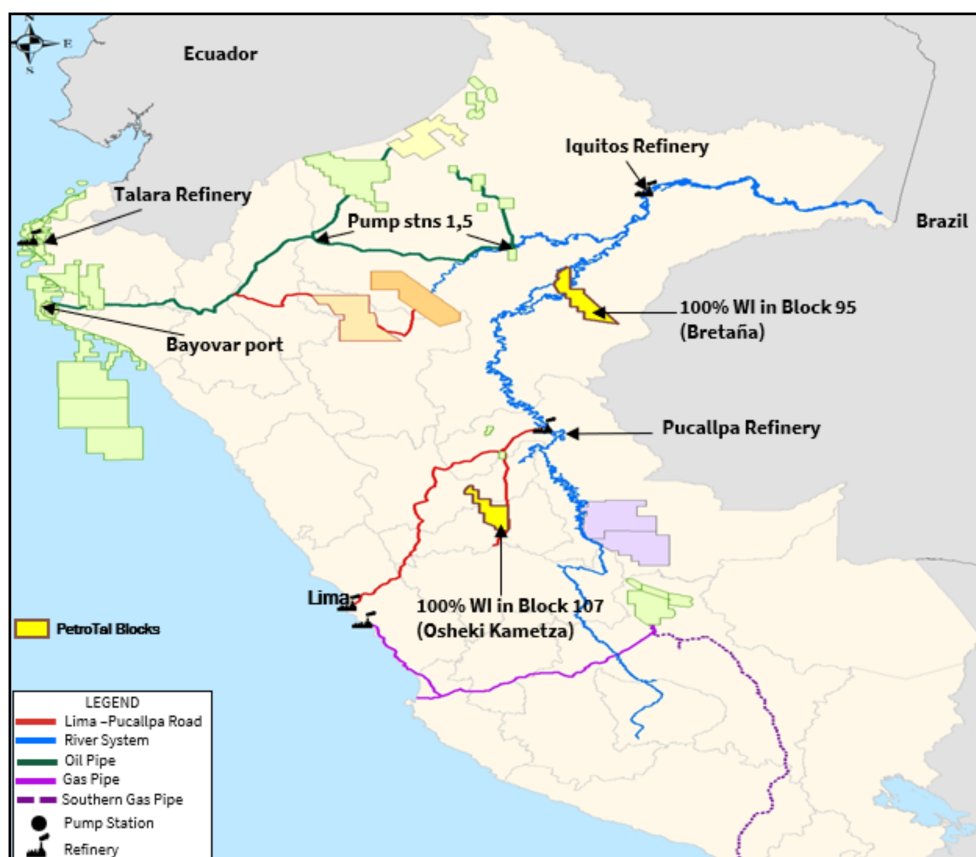 N
E
S
Ecuador
Iquitos Refinery
Talara Refinery
Pump stns 1,5
Brazil
100% WI in Block 95
(Bretaña)
Bayovar port
Pucallpa Refinery
Lima
100% WI in Block 107
(Osheki Kametza)
PetroTal Blocks
LEGEND
Lima –Pucallpa Road
River System
Oil Pipe
Gas Pipe
Southern Gas Pipe
Pump Station
Refinery